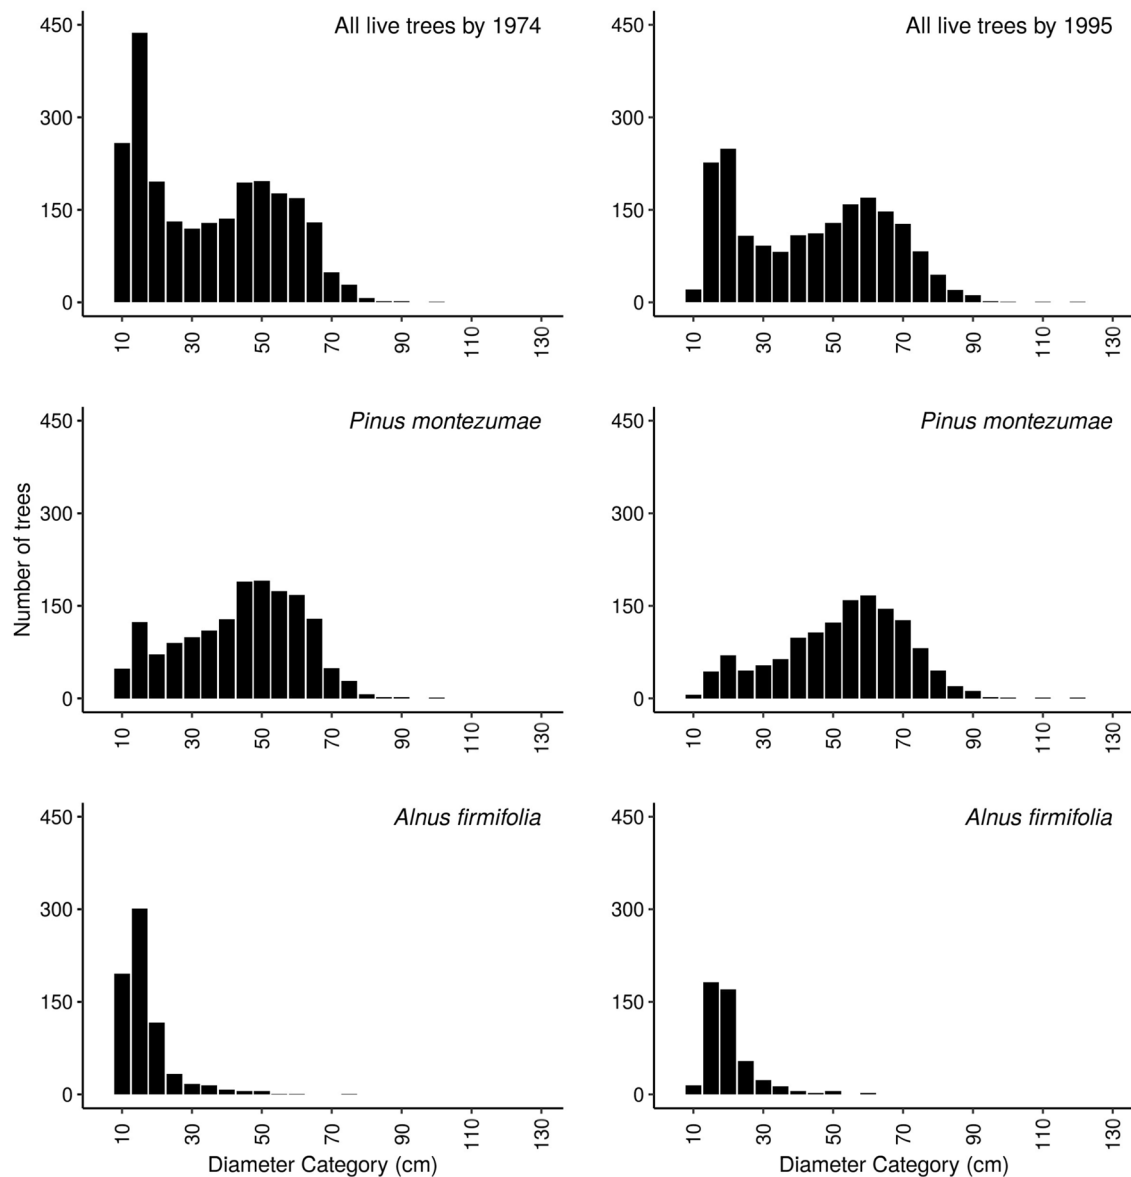 All live trees by 1974
450
300
150
0
10 30 50 70 90 110 130
All live trees by 1995
450
300
150
0
10 30 50 70 90 110 130
Number of trees
Pinus montezumae
450
300
150
0
10 30 50 70 90 110 130
Pinus montezumae
450
300
150
0
10 30 50 70 90 110 130
Alnus firmifolia
450
300
150
0
10 30 50 70 90 110 130
Diameter Category (cm)
Alnus firmifolia
450
300
150
0
10 30 50 70 90 110 130
Diameter Category (cm)